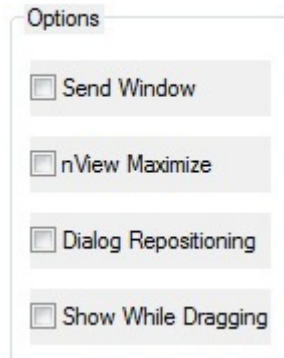 Options
Send Window
nView Maximize
Dialog Repositioning
Show While Dragging